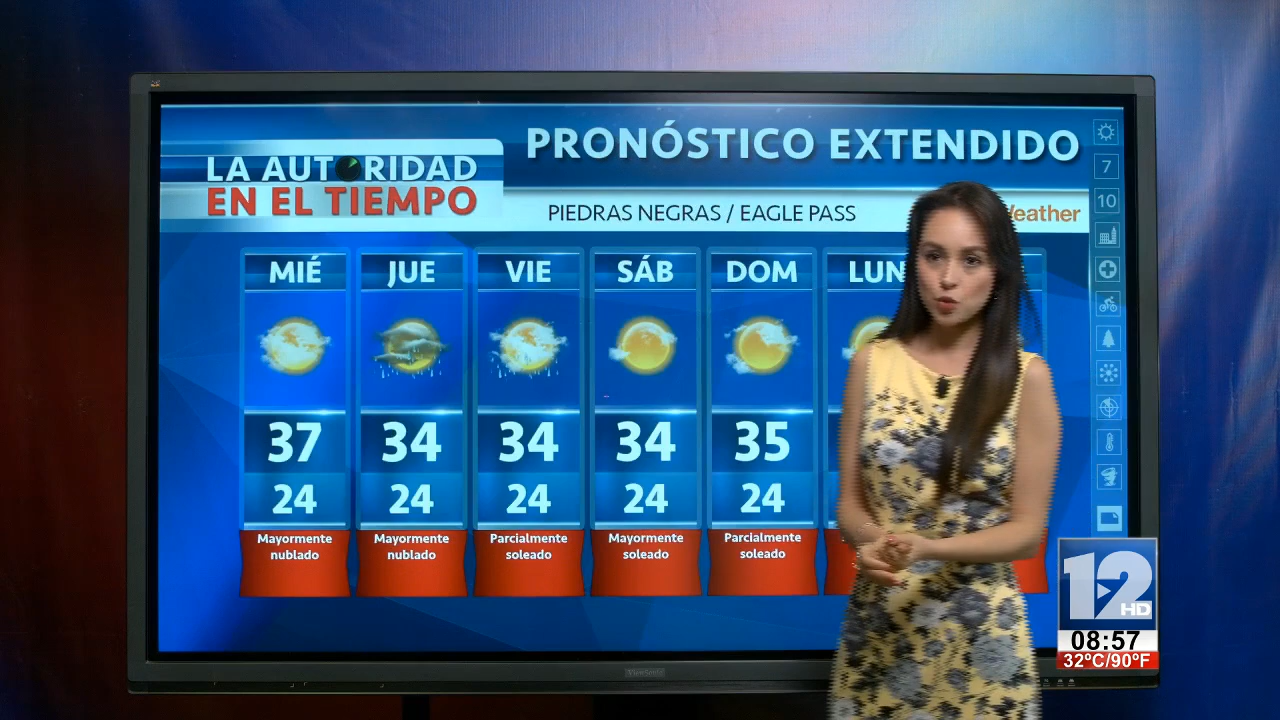 PRONÓSTICO EXTENDIDO
LA AUTORIDAD
EN EL TIEMPO
PIEDRAS NEGRAS / EAGLE PASS
Weather
7
10
MIÉ JUE VIE SÁB DOM LUN
37 34 34 34 35
24 24 24 24 24
Mayormente nublado
Mayormente nublado
Parcialmente soleado
Mayormente soleado
Parcialmente soleado
12
HD
08:57
32°C/90°F
ViewSonic